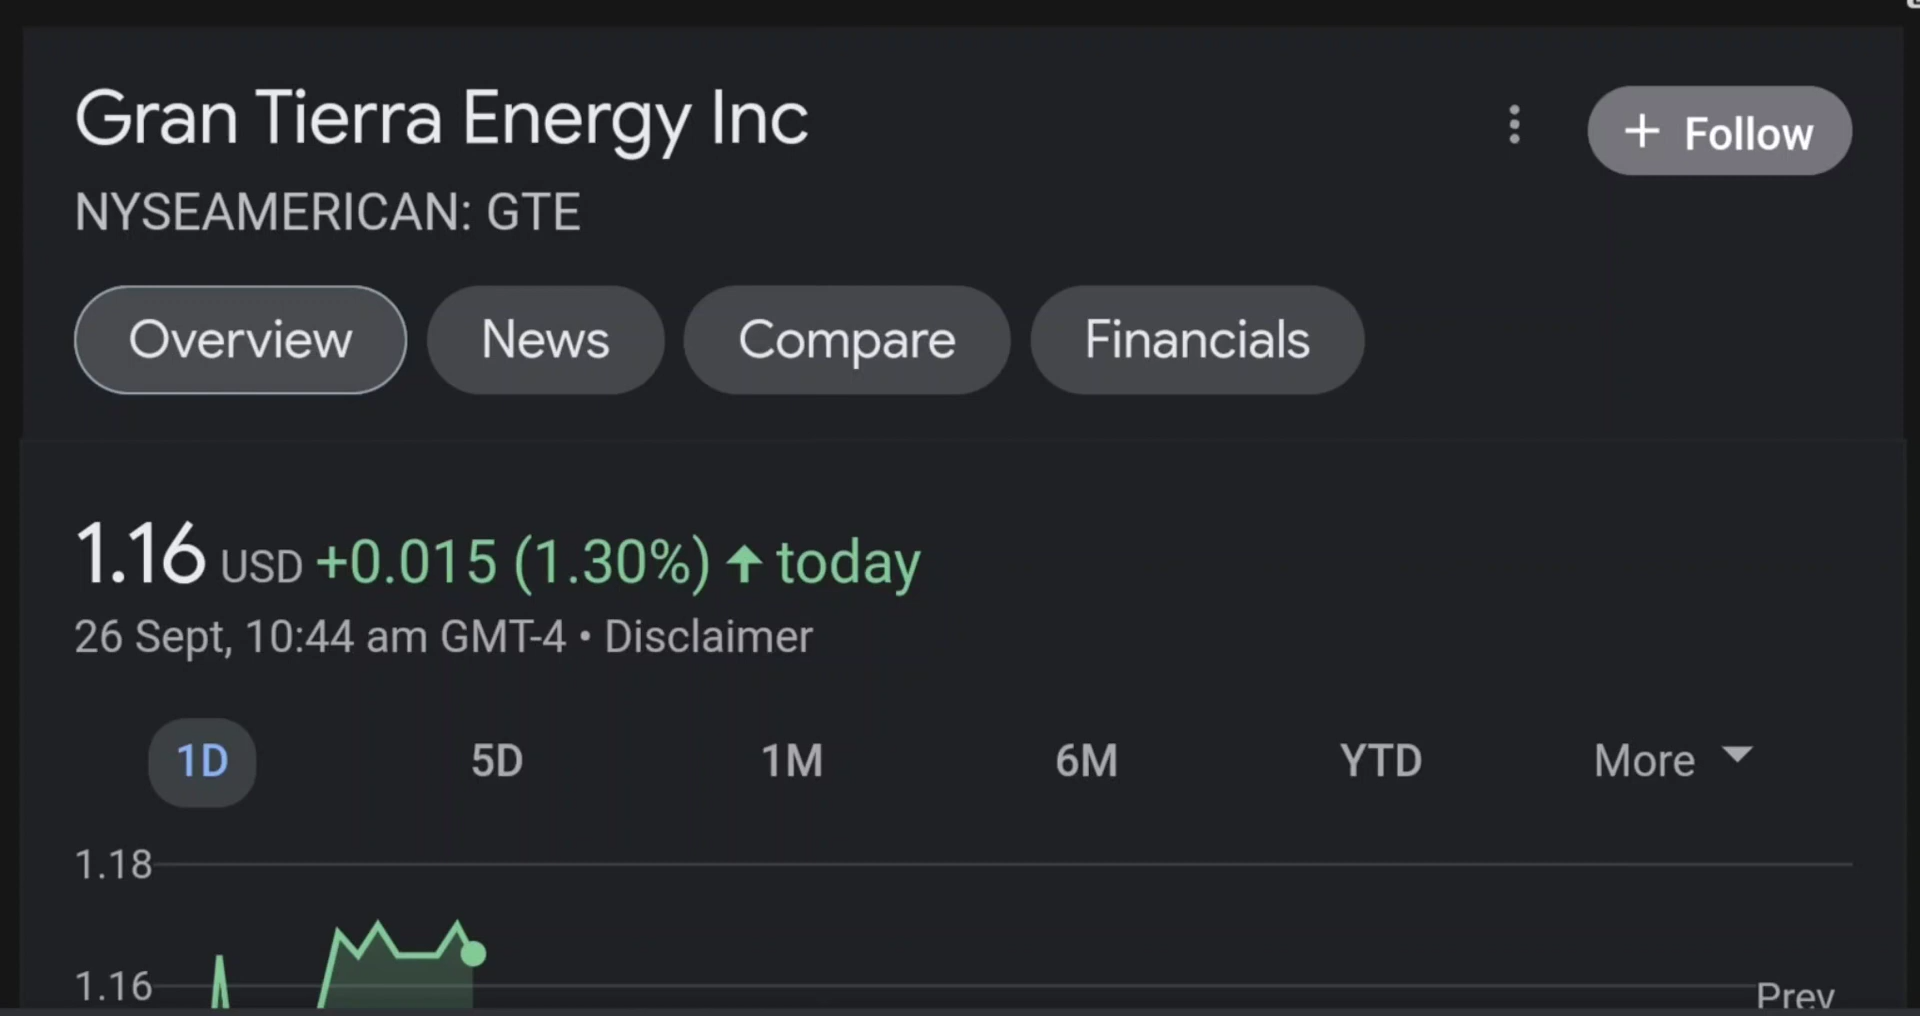 Gran Tierra Energy Inc
+ Follow
NYSEAMERICAN: GTE
Overview News Compare Financials
1.16 USD +0.015 (1.30%) ↑ today
26 Sept, 10:44 am GMT-4 • Disclaimer
1D 5D 1M 6M YTD More
1.18
1.16
Prev